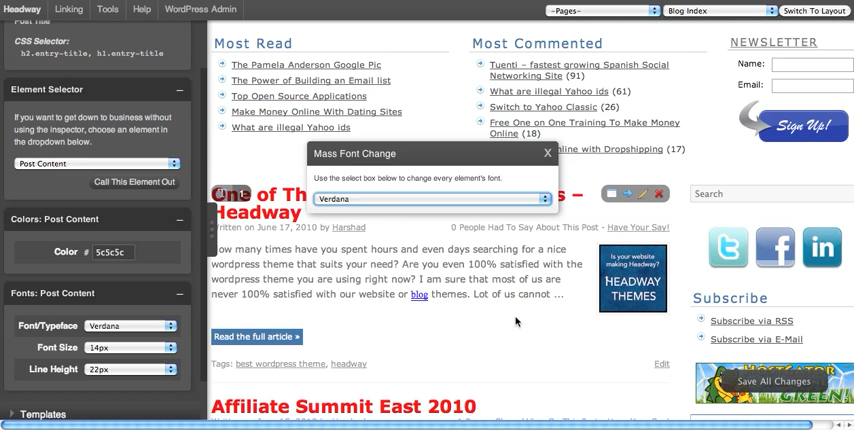 Headway Linking Tools Help WordPress Admin
-Pages- Blog Index Switch To Layout
Post Title
CSS Selector:
h2.entry-title, h1.entry-title
Element Selector
If you want to get down to business without
using the inspector, choose an element in
the dropdown below.
Post Content
Call This Element Out
Colors: Post Content
Color # 5c5c5c
Fonts: Post Content
Font/Typeface Verdana
Font Size 14px
Line Height 22px
Templates
Most Read
The Pamela Anderson Google Pic
The Power of Building an Email list
Top Open Source Applications
Make Money Online With Dating Sites
What are illegal Yahoo ids
Most Commented
Tuenti – fastest growing Spanish Social
Networking Site (91)
What are illegal Yahoo ids (61)
Switch to Yahoo Classic (26)
Free One on One Training To Make Money
Online (18)
online with Dropshipping (17)
Mass Font Change X
Use the select box below to change every element's font.
Verdana
One of Th s –
Headway
Written on June 17, 2010 by Harshad 0 People Had To Say About This Post - Have Your Say!
How many times have you spent hours and even days searching for a nice
wordpress theme that suits your need? Are you even 100% satisfied with the
wordpress theme you are using right now? I am sure that most of us are
never 100% satisfied with our website or blog themes. Lot of us cannot ...
Is your website
making Headway?
HEADWAY
THEMES
Read the full article »
Tags: best wordpress theme, headway Edit
Affiliate Summit East 2010
NEWSLETTER
Name:
Email:
Sign Up!
Search
t f in
Subscribe
Subscribe via RSS
Subscribe via E-Mail
HOSTGATOR
GREEN!
Save All Changes